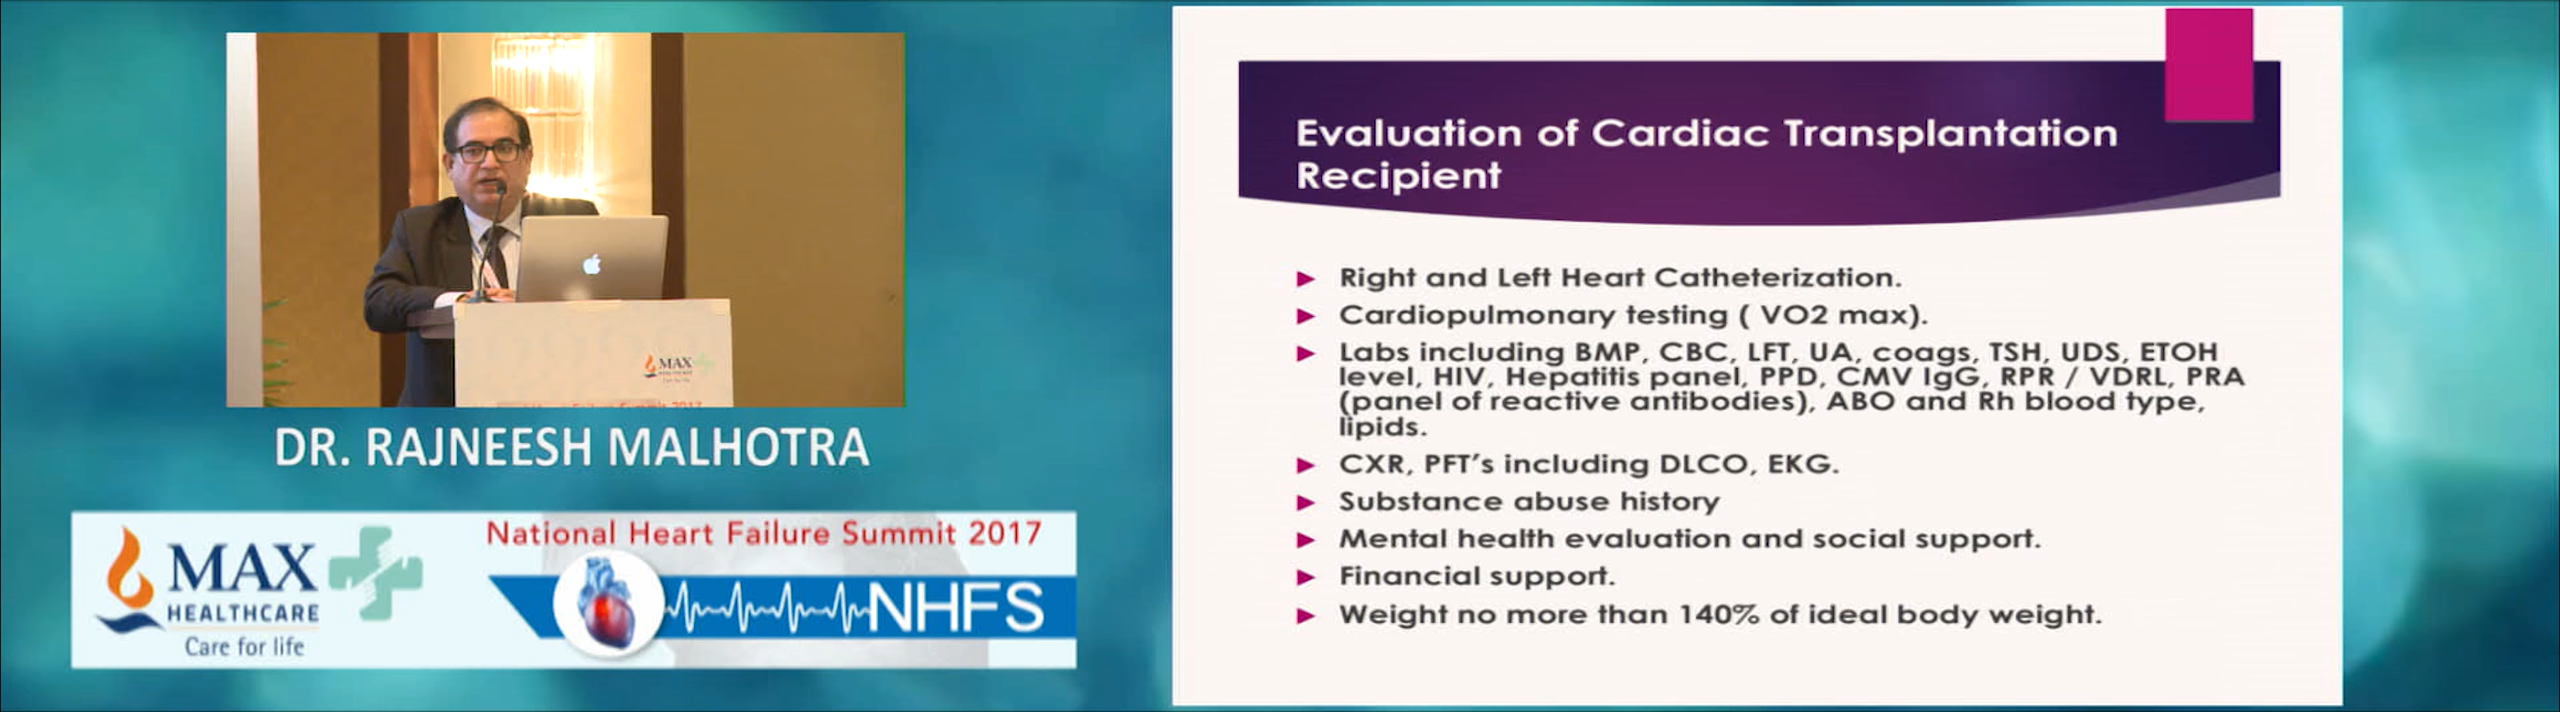 MAX
DR. RAJNEESH MALHOTRA
MAX
HEALTHCARE
Care for life
National Heart Failure Summit 2017
NHFS
Evaluation of Cardiac Transplantation
Recipient
► Right and Left Heart Catheterization.
► Cardiopulmonary testing ( VO2 max).
► Labs including BMP, CBC, LFT, UA, coags, TSH, UDS, ETOH
level, HIV, Hepatitis panel, PPD, CMV IgG, RPR / VDRL, PRA
(panel of reactive antibodies), ABO and Rh blood type,
lipids.
► CXR, PFT's including DLCO, EKG.
► Substance abuse history
► Mental health evaluation and social support.
► Financial support.
► Weight no more than 140% of ideal body weight.